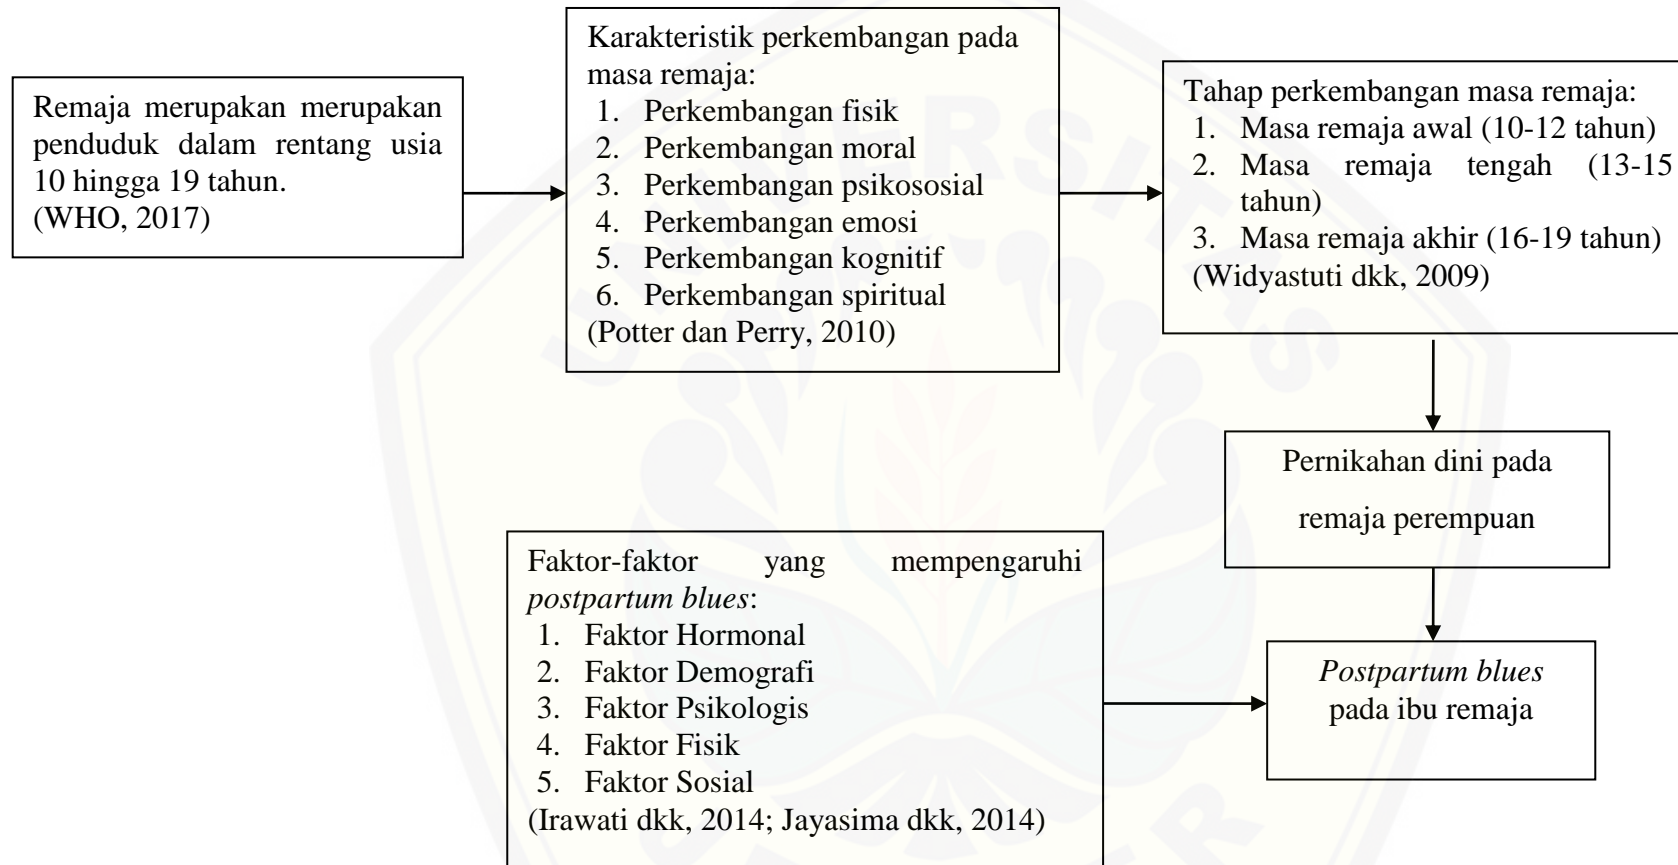 Remaja merupakan merupakan
penduduk dalam rentang usia
10 hingga 19 tahun.
(WHO, 2017)
Karakteristik perkembangan pada
masa remaja:
1. Perkembangan fisik
2. Perkembangan moral
3. Perkembangan psikososial
4. Perkembangan emosi
5. Perkembangan kognitif
6. Perkembangan spiritual
(Potter dan Perry, 2010)
Tahap perkembangan masa remaja:
1. Masa remaja awal (10-12 tahun)
2. Masa remaja tengah (13-15
tahun)
3. Masa remaja akhir (16-19 tahun)
(Widyastuti dkk, 2009)
Pernikahan dini pada
remaja perempuan
Faktor-faktor yang mempengaruhi
postpartum blues:
1. Faktor Hormonal
2. Faktor Demografi
3. Faktor Psikologis
4. Faktor Fisik
5. Faktor Sosial
(Irawati dkk, 2014; Jayasima dkk, 2014)
Postpartum blues
pada ibu remaja
UNIVERSITAS